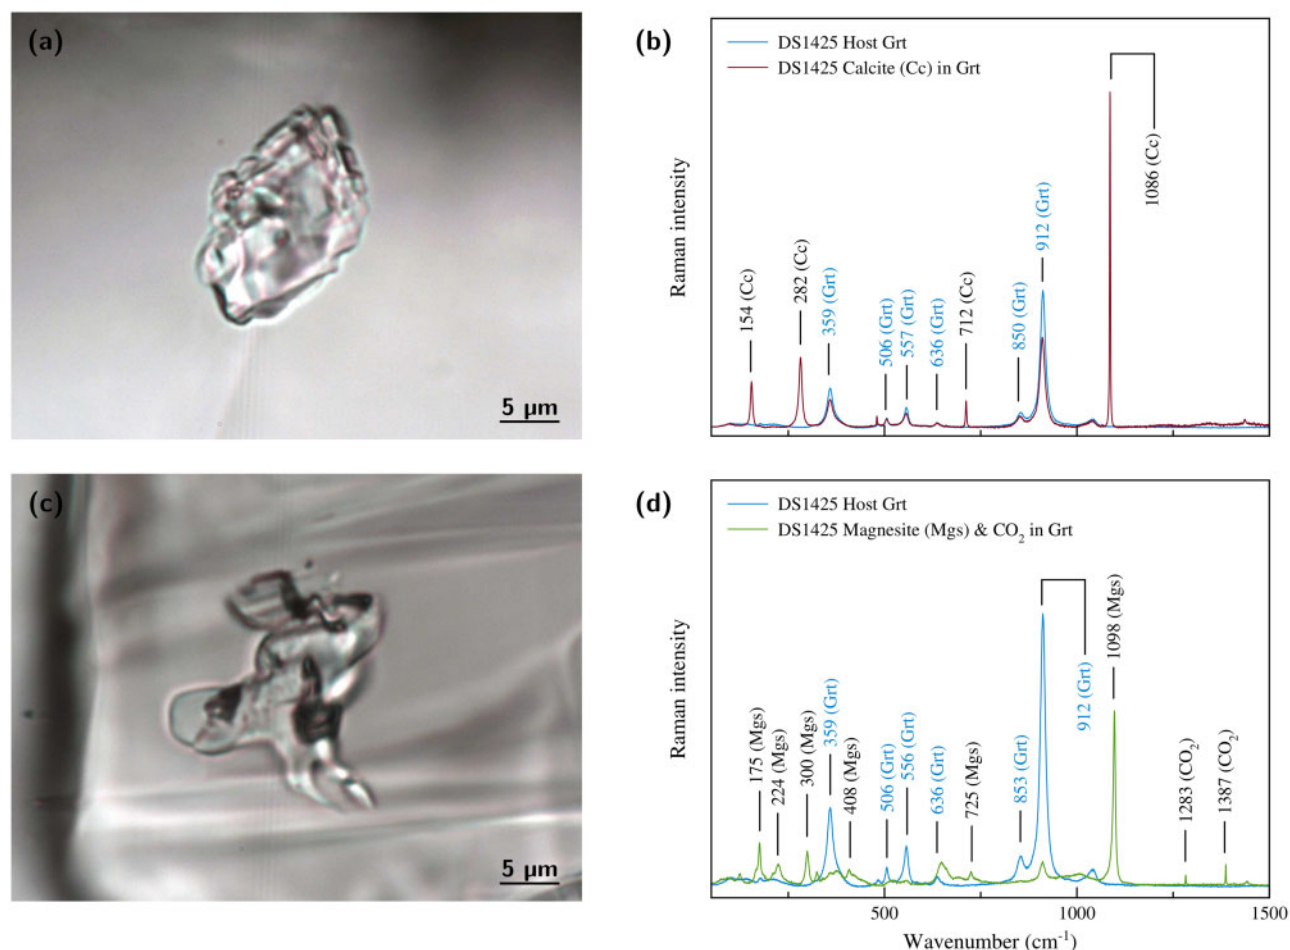 (a)
5 µm
(b)
DS1425 Host Grt
DS1425 Calcite (Cc) in Grt
Raman intensity
154 (Cc)
282 (Cc)
359 (Grt)
506 (Grt)
557 (Grt)
636 (Grt)
712 (Cc)
850 (Grt)
912 (Grt)
1086 (Cc)
500
1000
1500
(c)
5 µm
(d)
DS1425 Host Grt
DS1425 Magnesite (Mgs) & CO₂ in Grt
Raman intensity
175 (Mgs)
224 (Mgs)
300 (Mgs)
359 (Grt)
408 (Mgs)
506 (Grt)
556 (Grt)
636 (Grt)
725 (Mgs)
853 (Grt)
912 (Grt)
1098 (Mgs)
1283 (CO₂)
1387 (CO₂)
500
1000
1500
Wavenumber (cm⁻¹)